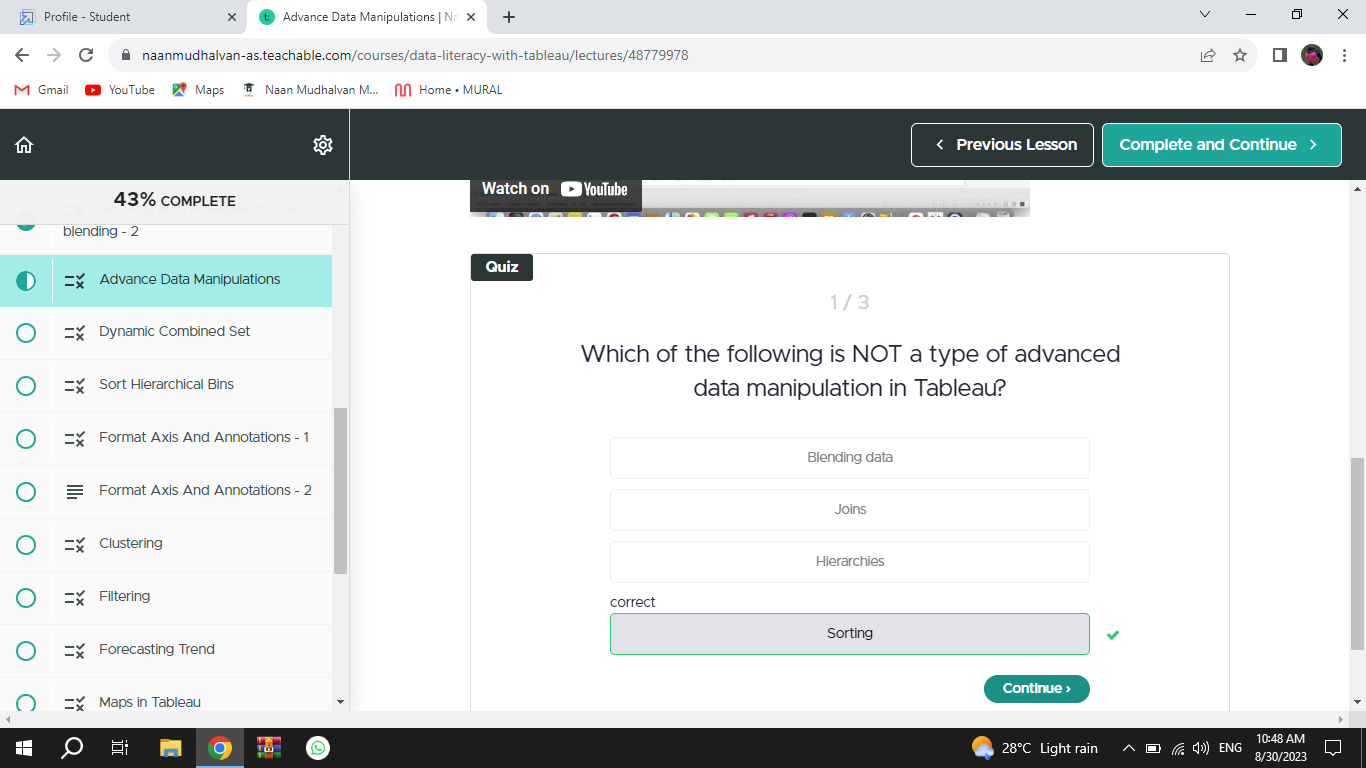 Profile - Student
Advance Data Manipulations | Na
naanmudhalvan-as.teachable.com/courses/data-literacy-with-tableau/lectures/48779978
Gmail
YouTube
Maps
Naan Mudhalvan M...
Home • MURAL
Previous Lesson
Complete and Continue
43% COMPLETE
blending - 2
Advance Data Manipulations
Dynamic Combined Set
Sort Hierarchical Bins
Format Axis And Annotations - 1
Format Axis And Annotations - 2
Clustering
Filtering
Forecasting Trend
Maps in Tableau
Watch on YouTube
Quiz
1 / 3
Which of the following is NOT a type of advanced
data manipulation in Tableau?
Blending data
Joins
Hierarchies
correct
Sorting
Continue ›
28°C Light rain
ENG
10:48 AM
8/30/2023